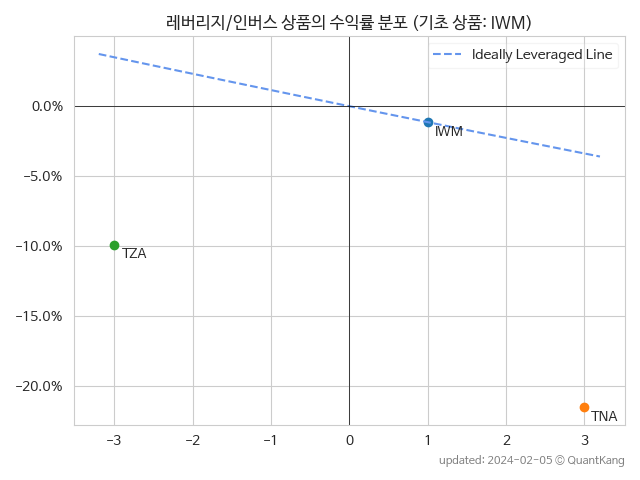 레버리지/인버스 상품의 수익률 분포 (기초 상품: IWM)
Ideally Leveraged Line
0.0%
IWM
−5.0%
−10.0%
TZA
−15.0%
−20.0%
TNA
−3
−2
−1
0
1
2
3
updated: 2024-02-05 ⓒ QuantKang